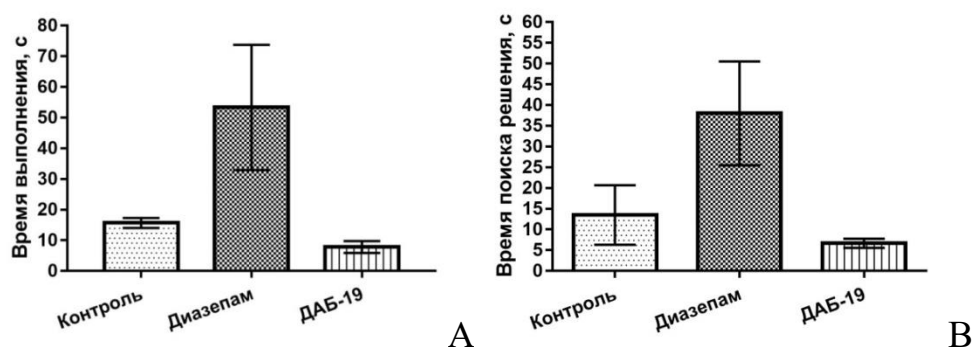 Время выполнения, с
80
70
60
50
40
30
20
10
0
Контроль
Диазепам
ДАБ-19
A
Время поиска решения, с
60
55
50
45
40
35
30
25
20
15
10
5
0
Контроль
Диазепам
ДАБ-19
B